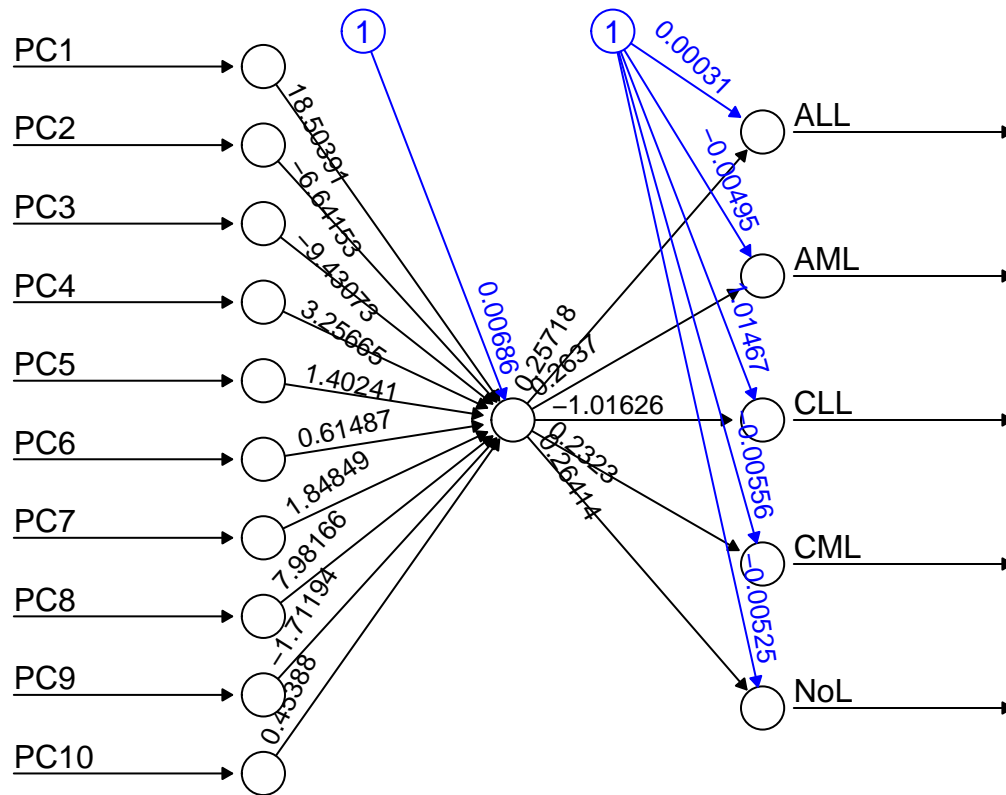 PC1
PC2
PC3
PC4
PC5
PC6
PC7
PC8
PC9
PC10
1
1
18.50391
−6.64153
−9.43073
3.25665
1.40241
0.61487
1.84849
7.98166
−1.71194
0.45388
0.00686
0.25718
0.2637
−1.01626
0.2323
0.26414
0.00031
−0.00495
0.00556
−0.00525
ALL
AML
CLL
CML
NoL